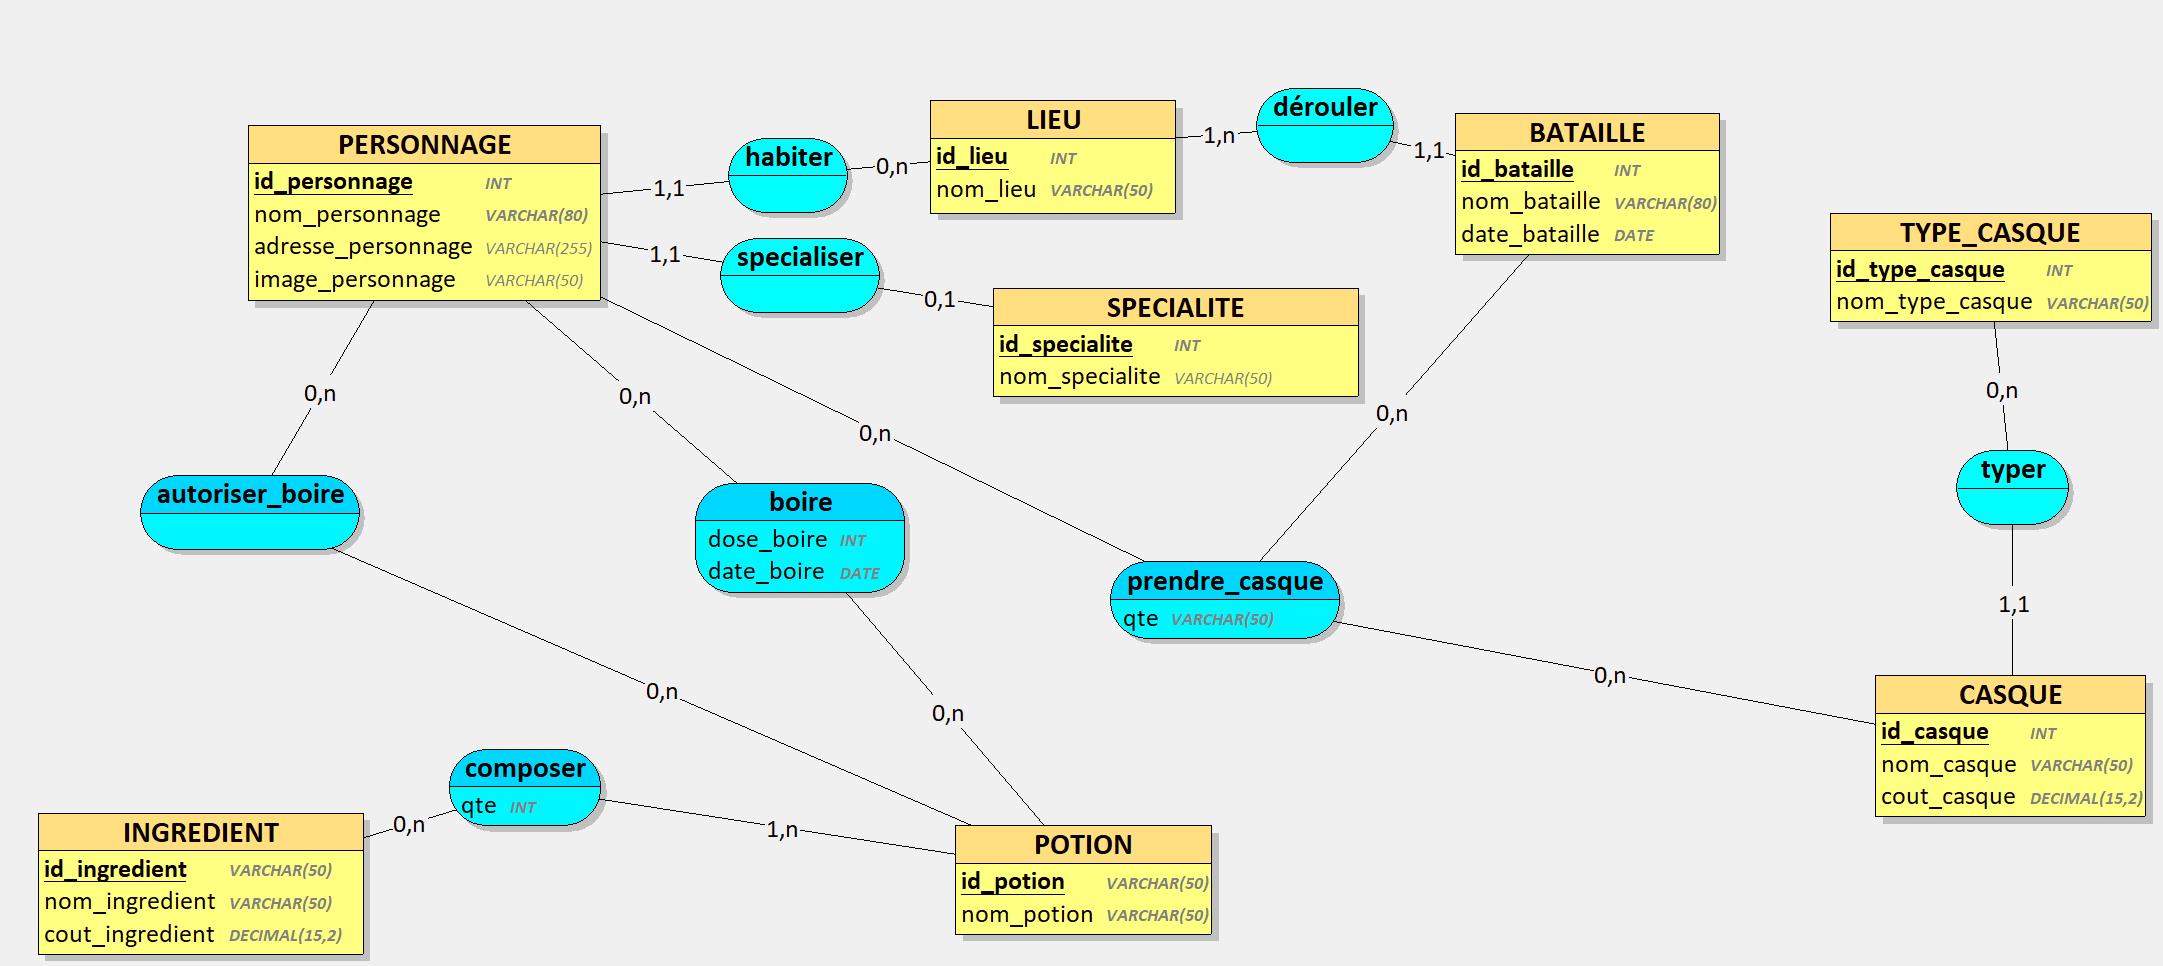 PERSONNAGE
id_personnage INT
nom_personnage VARCHAR(80)
adresse_personnage VARCHAR(255)
image_personnage VARCHAR(50)
1,1
habiter
0,n
LIEU
id_lieu INT
nom_lieu VARCHAR(50)
1,n
dérouler
1,1
BATAILLE
id_bataille INT
nom_bataille VARCHAR(80)
date_bataille DATE
TYPE_CASQUE
id_type_casque INT
nom_type_casque VARCHAR(50)
1,1
specialiser
0,1
SPECIALITE
id_specialite INT
nom_specialite VARCHAR(50)
0,n
0,n
0,n
0,n
0,n
autoriser_boire
boire
dose_boire INT
date_boire DATE
prendre_casque
qte VARCHAR(50)
typer
1,1
0,n
0,n
0,n
CASQUE
id_casque INT
nom_casque VARCHAR(50)
cout_casque DECIMAL(15,2)
composer
qte INT
0,n
1,n
INGREDIENT
id_ingredient VARCHAR(50)
nom_ingredient VARCHAR(50)
cout_ingredient DECIMAL(15,2)
POTION
id_potion VARCHAR(50)
nom_potion VARCHAR(50)